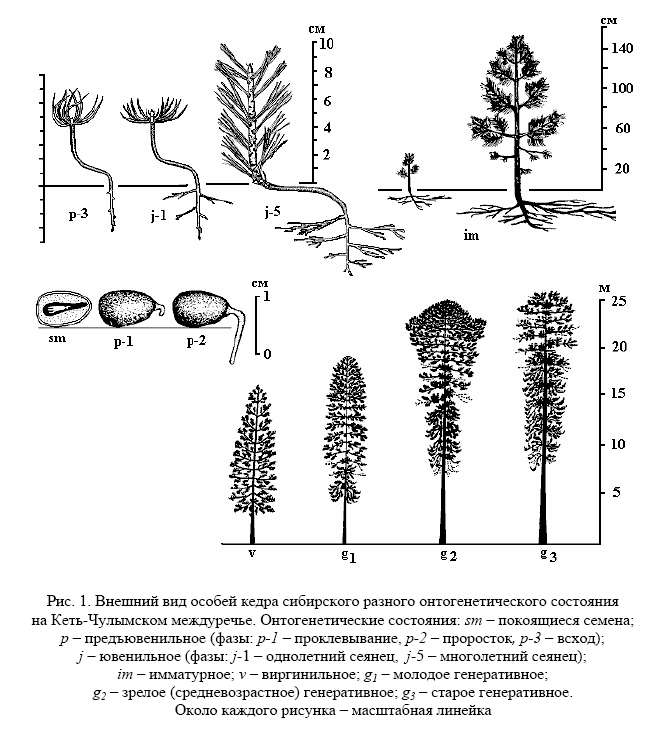 см
10
8
6
4
2
см
140
100
60
20
p-3
j-1
j-5
im
см
1
0
sm
p-1
p-2
м
25
20
15
10
5
v
g1
g2
g3
Рис. 1. Внешний вид особей кедра сибирского разного онтогенетического состояния
на Кеть-Чулымском междуречье. Онтогенетические состояния: sm – покоящиеся семена;
p – предъювенильное (фазы: p-1 – проклевывание, p-2 – проросток, p-3 – всход);
j – ювенильное (фазы: j-1 – однолетний сеянец, j-5 – многолетний сеянец);
im – имматурное; v – виргинильное; g1 – молодое генеративное;
g2 – зрелое (средневозрастное) генеративное; g3 – старое генеративное.
Около каждого рисунка – масштабная линейка